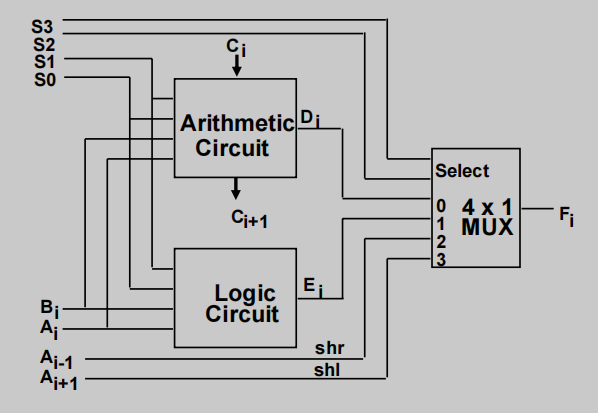 S3
S2
S1
S0
Ci
Arithmetic
Circuit
Di
Ci+1
Select
0
1
2
3
4 x 1
MUX
Fi
Logic
Circuit
Ei
Bi
Ai
Ai-1
shr
Ai+1
shl